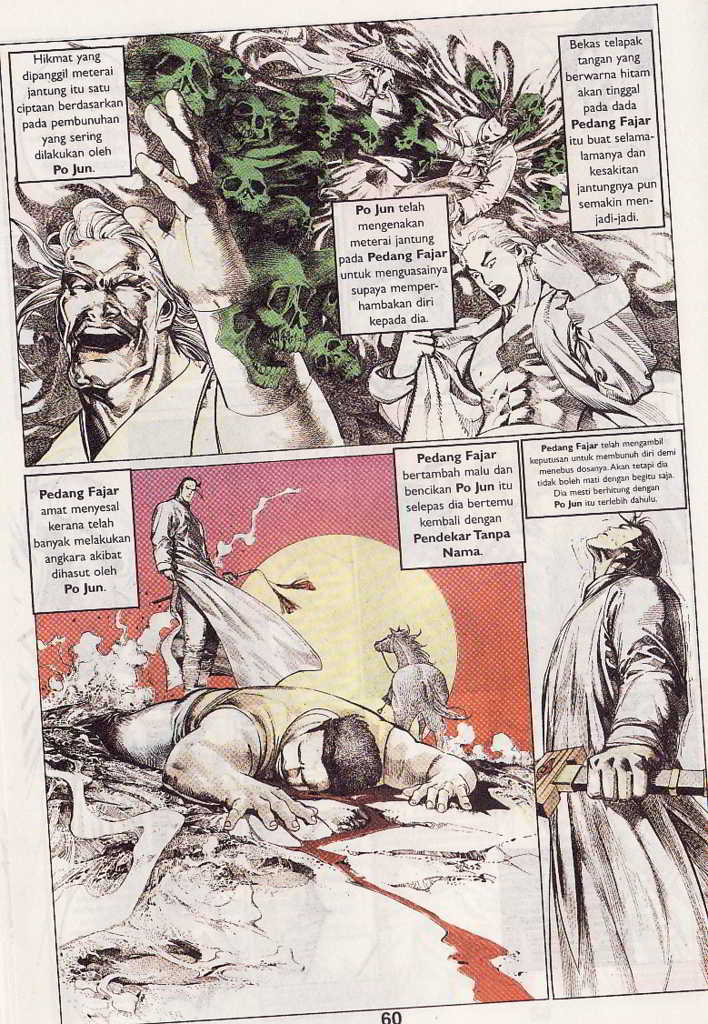 Hikmat yang
dipanggil meterai
jantung itu satu
ciptaan berdasarkan
pada pembunuhan
yang sering
dilakukan oleh
Po Jun.
Po Jun telah
mengenakan
meterai jantung
pada Pedang Fajar
untuk menguasainya
supaya memper-
hambakan diri
kepada dia.
Bekas telapak
tangan yang
berwarna hitam
akan tinggal
pada dada
Pedang Fajar
itu buat selama-
lamanya dan
kesakitan
jantungnya pun
semakin men-
jadi-jadi.
Pedang Fajar
amat menyesal
kerana telah
banyak melakukan
angkara akibat
dihasut oleh
Po Jun.
Pedang Fajar
bertambah malu dan
bencikan Po Jun itu
selepas dia bertemu
kembali dengan
Pendekar Tanpa
Nama.
Pedang Fajar telah mengambil
keputusan untuk membunuh diri demi
menebus dosanya. Akan tetapi dia
tidak boleh mati dengan begitu saja.
Dia mesti berhitung dengan
Po Jun itu terlebih dahulu.
60